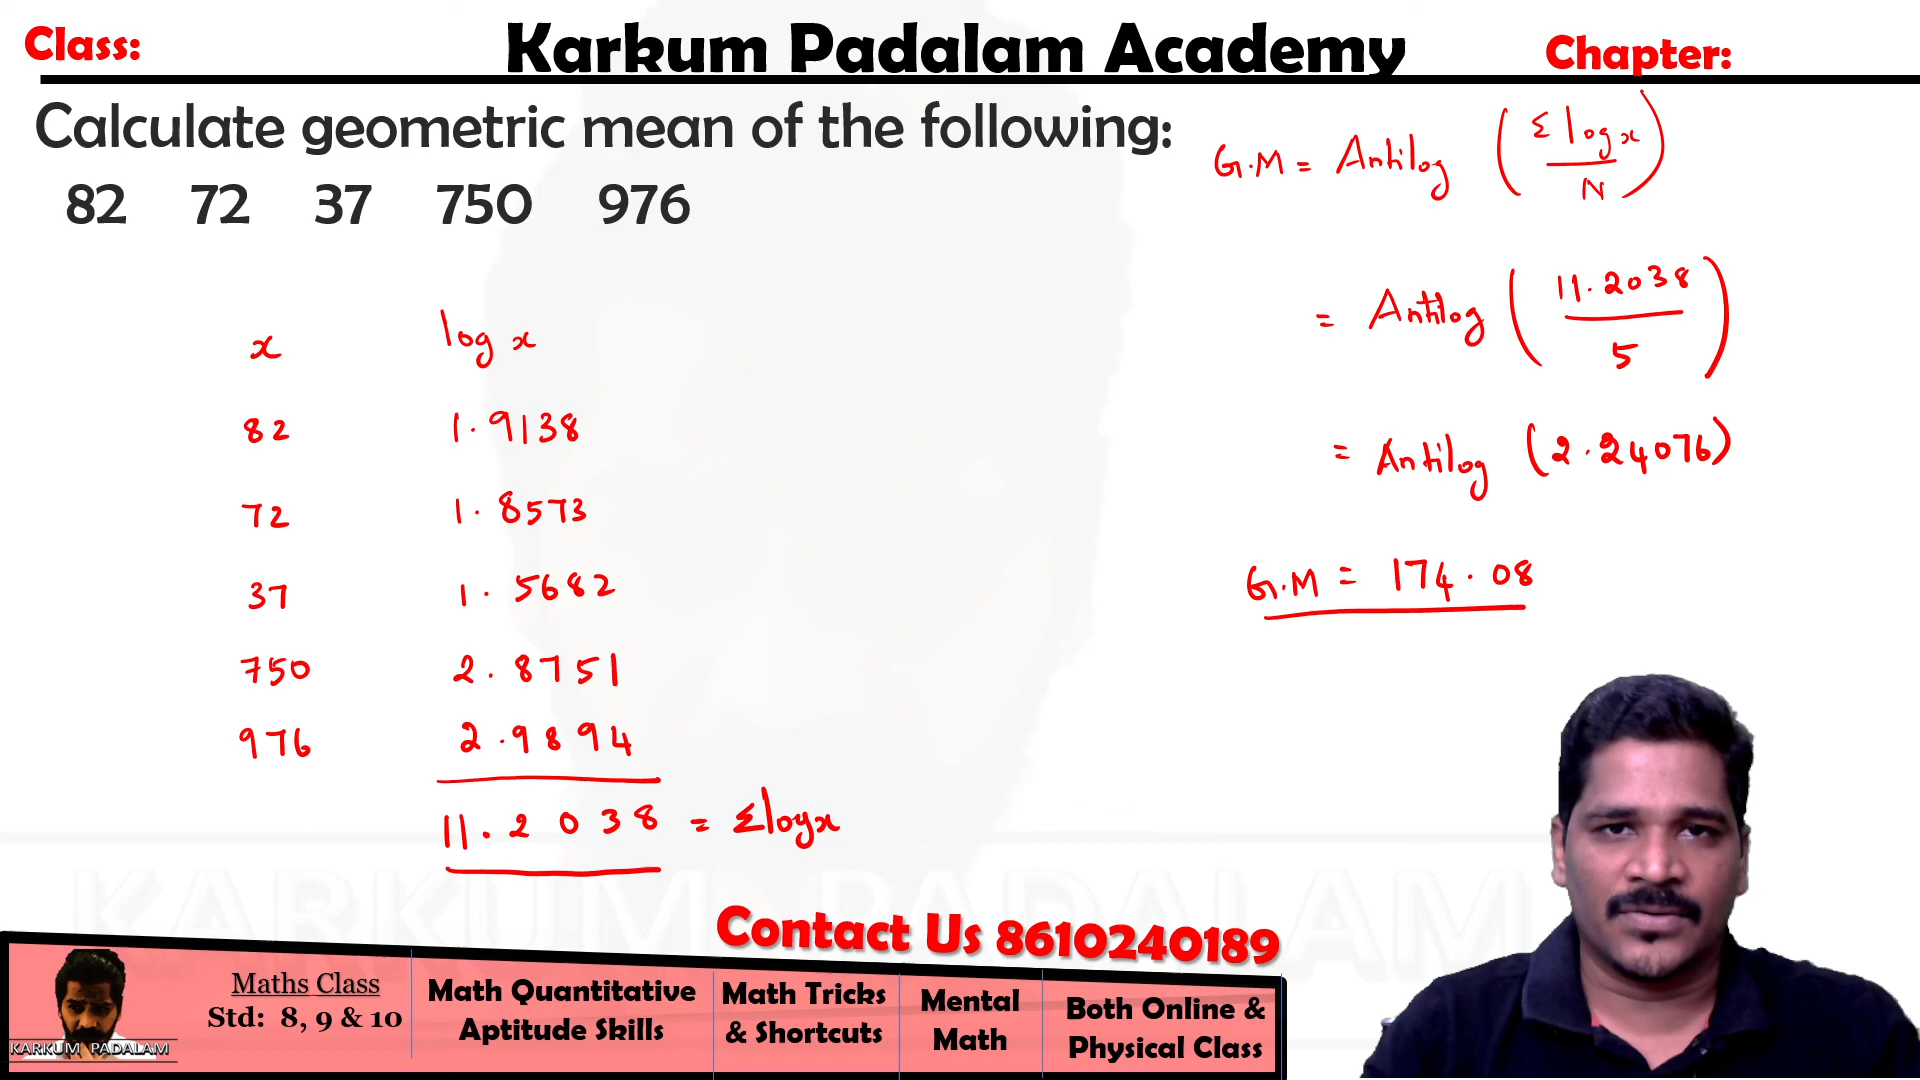 Class:
Karkum Padalam Academy
Chapter:
Calculate geometric mean of the following:
82 72 37 750 976
x log x
82 1.9138
72 1.8573
37 1.5682
750 2.8751
976 2.9894
11.2038 = Σlogx
G.M = Antilog (Σ log x / N)
= Antilog (11.2038 / 5)
= Antilog (2.24076)
G.M = 174.08
KARKUM PADALAM
Contact Us 8610240189
KARKUM PADALAM
Maths Class
Std: 8, 9 & 10
Math Quantitative
Aptitude Skills
Math Tricks
& Shortcuts
Mental
Math
Both Online &
Physical Class